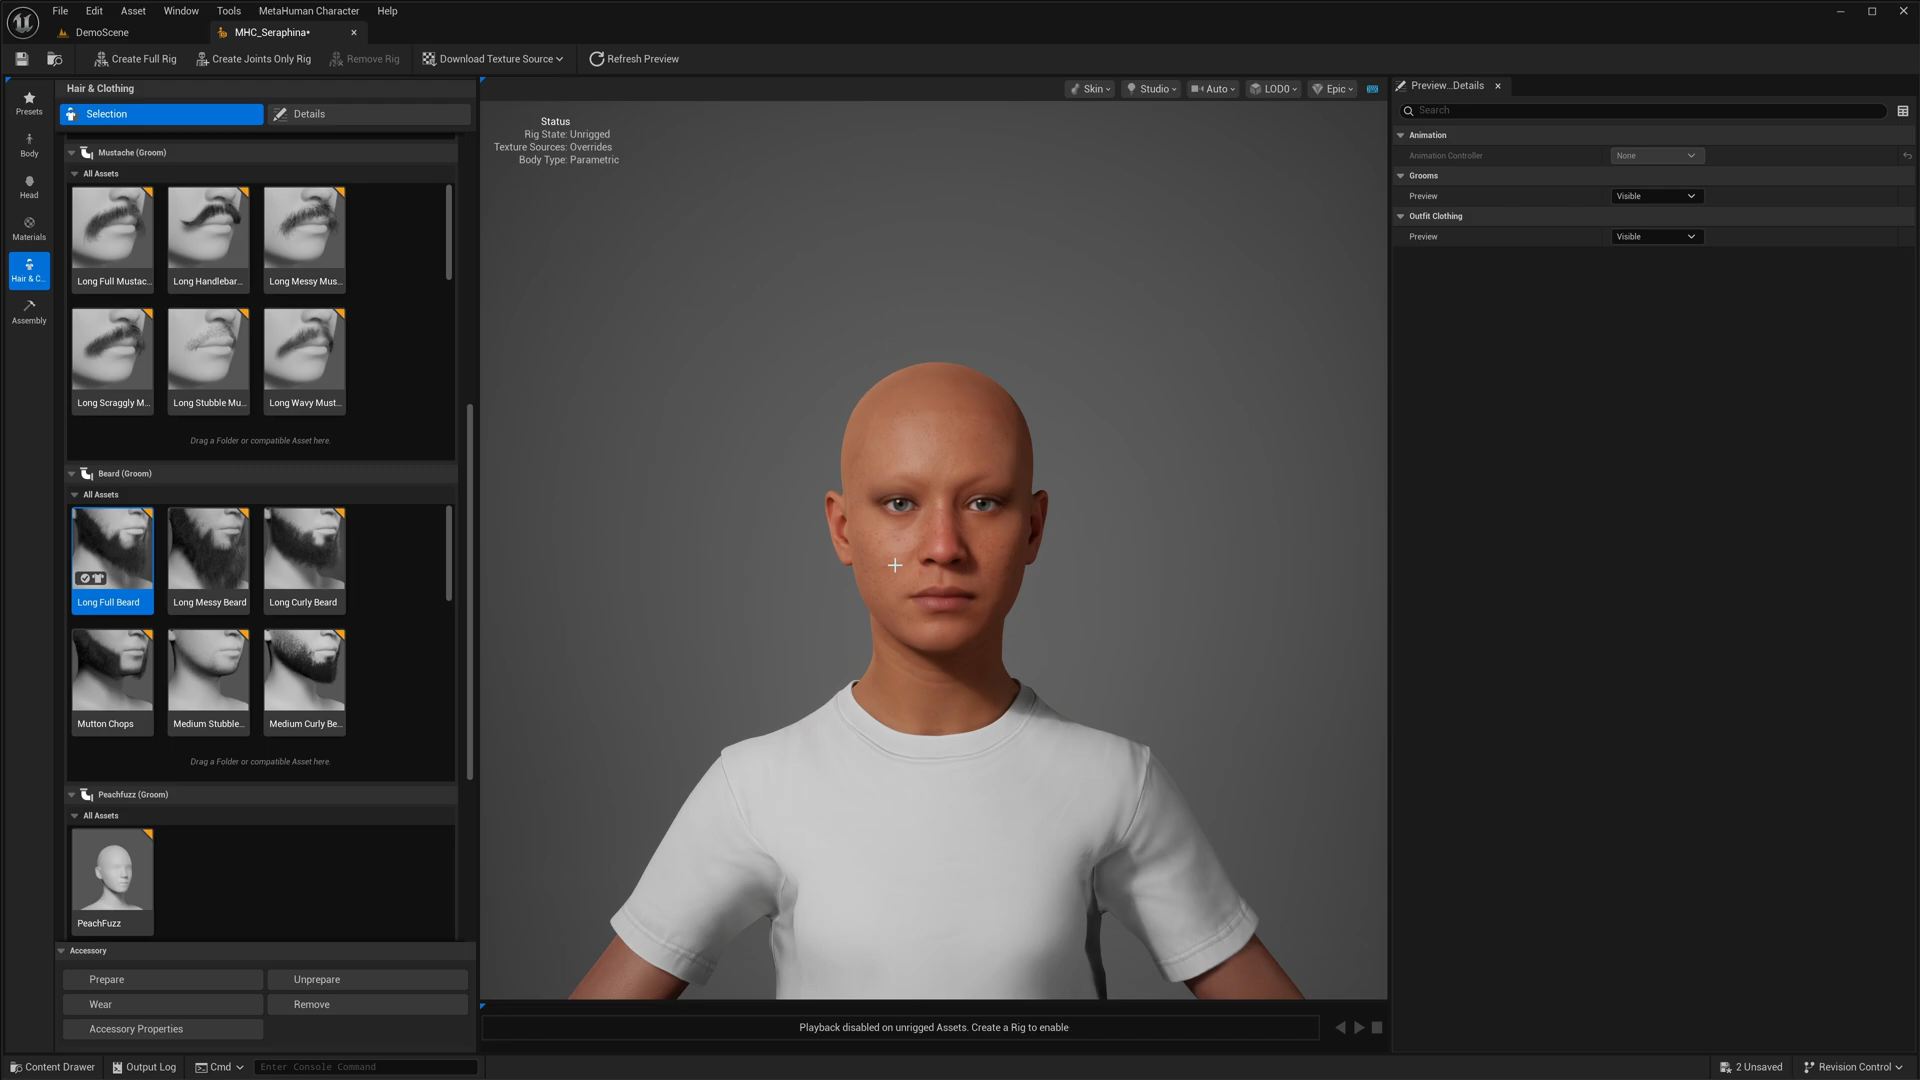 File Edit Asset Window Tools MetaHuman Character Help
DemoScene
MHC_Seraphina*
Create Full Rig
Create Joints Only Rig
Remove Rig
Download Texture Source
Refresh Preview
Presets
Body
Head
Materials
Hair & C...
Assembly
Hair & Clothing
Selection
Details
Mustache (Groom)
All Assets
Long Full Mustac...
Long Handlebar...
Long Messy Mus...
Long Scraggly M...
Long Stubble Mu...
Long Wavy Must...
Drag a Folder or compatible Asset here.
Beard (Groom)
All Assets
Long Full Beard
Long Messy Beard
Long Curly Beard
Mutton Chops
Medium Stubble...
Medium Curly Be...
Drag a Folder or compatible Asset here.
Peachfuzz (Groom)
All Assets
PeachFuzz
Accessory
Prepare
Unprepare
Wear
Remove
Accessory Properties
Skin
Studio
Auto
LOD0
Epic
Status
Rig State: Unrigged
Texture Sources: Overrides
Body Type: Parametric
Playback disabled on unrigged Assets. Create a Rig to enable
Preview...Details
Search
Animation
Animation Controller
None
Grooms
Preview
Visible
Outfit Clothing
Preview
Visible
Content Drawer
Output Log
Cmd
Enter Console Command
2 Unsaved
Revision Control